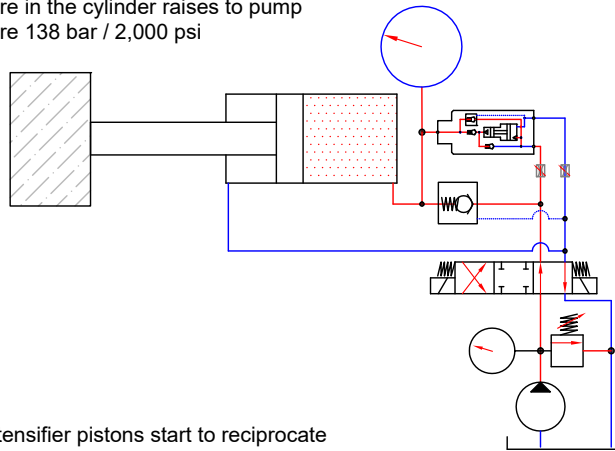 re in the cylinder raises to pump
re 138 bar / 2,000 psi
tensifier pistons start to reciprocate